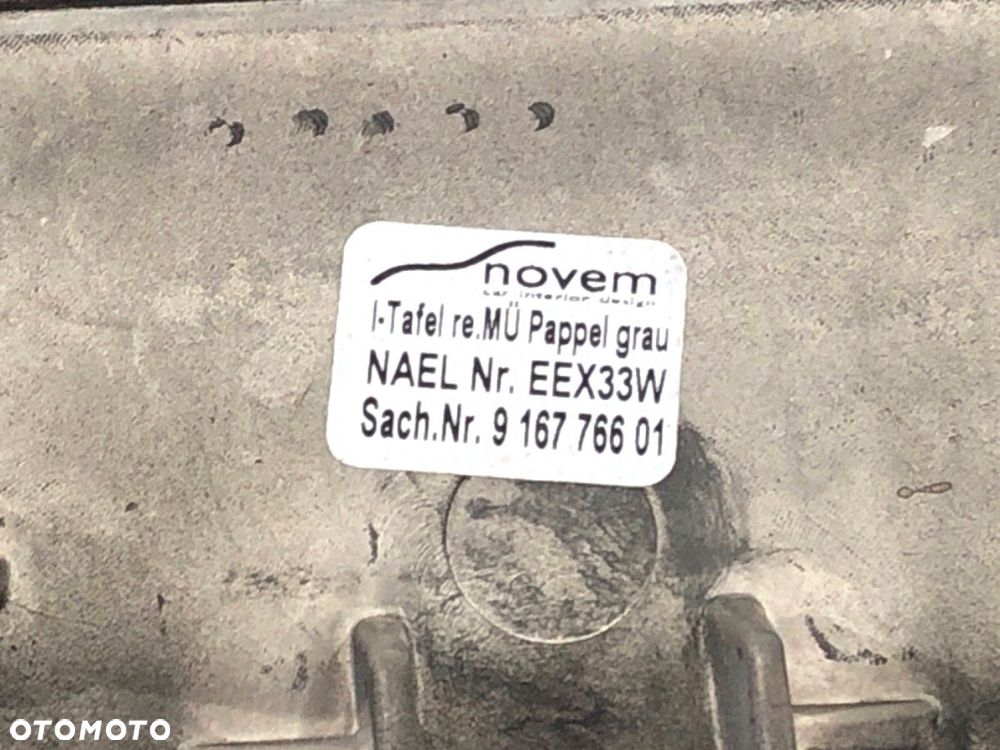 novem
car interior design
I-Tafel re.MÜ Pappel grau
NAEL Nr. EEX33W
Sach.Nr. 9 167 766 01
OTOMOTO